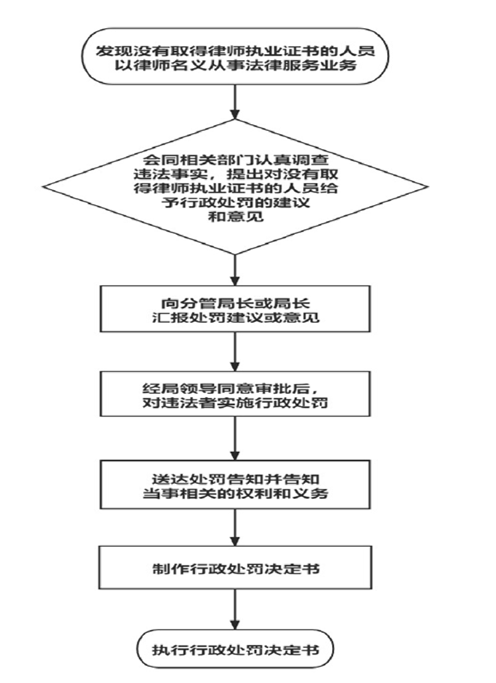 发现没有取得律师执业证书的人员
以律师名义从事法律服务业务
会同相关部门认真调查
违法事实，提出对没有取
得律师执业证书的人员给
予行政处罚的建议
和意见
向分管局长或局长
汇报处罚建议或意见
经局领导同意审批后，
对违法者实施行政处罚
送达处罚告知并告知
当事相关的权利和义务
制作行政处罚决定书
执行行政处罚决定书